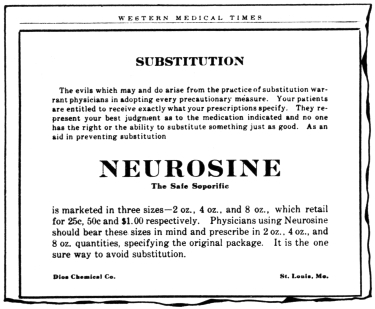 WESTERN MEDICAL TIMES
SUBSTITUTION
The evils which may and do arise from the practice of substitution war-
rant physicians in adopting every precautionary measure. Your patients
are entitled to receive exactly what your prescriptions specify. They re-
present your best judgment as to the medication indicated and no one
has the right or the ability to substitute something just as good. As an
aid in preventing substitution
NEUROSINE
The Safe Soporific
is marketed in three sizes—2 oz., 4 oz., and 8 oz., which retail
for 25c, 50c and $1.00 respectively. Physicians using Neurosine
should bear these sizes in mind and prescribe in 2 oz., 4 oz., and
8 oz. quantities, specifying the original package. It is the one
sure way to avoid substitution.
Dios Chemical Co. St. Louis, Mo.